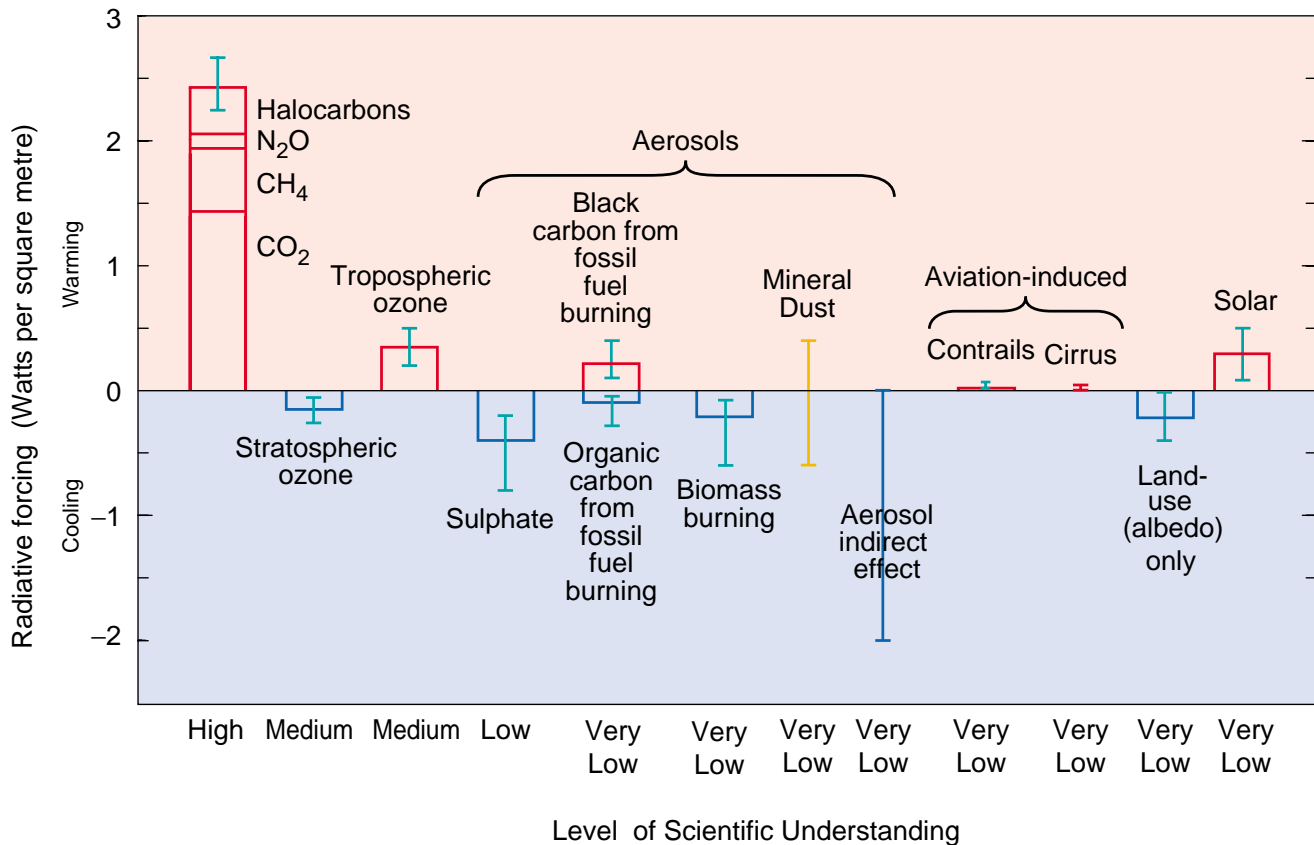 3
2
1
0
–1
–2
Radiative forcing (Watts per square metre)
Warming
Cooling
Halocarbons
N₂O
CH₄
CO₂
Stratospheric
ozone
Tropospheric
ozone
Aerosols
Sulphate
Black
carbon from
fossil
fuel
burning
Organic
carbon
from
fossil
fuel
burning
Biomass
burning
Mineral
Dust
Aerosol
indirect
effect
Aviation-induced
Contrails
Cirrus
Land-
use
(albedo)
only
Solar
High
Medium
Medium
Low
Very
Low
Very
Low
Very
Low
Very
Low
Very
Low
Very
Low
Very
Low
Very
Low
Level of Scientific Understanding